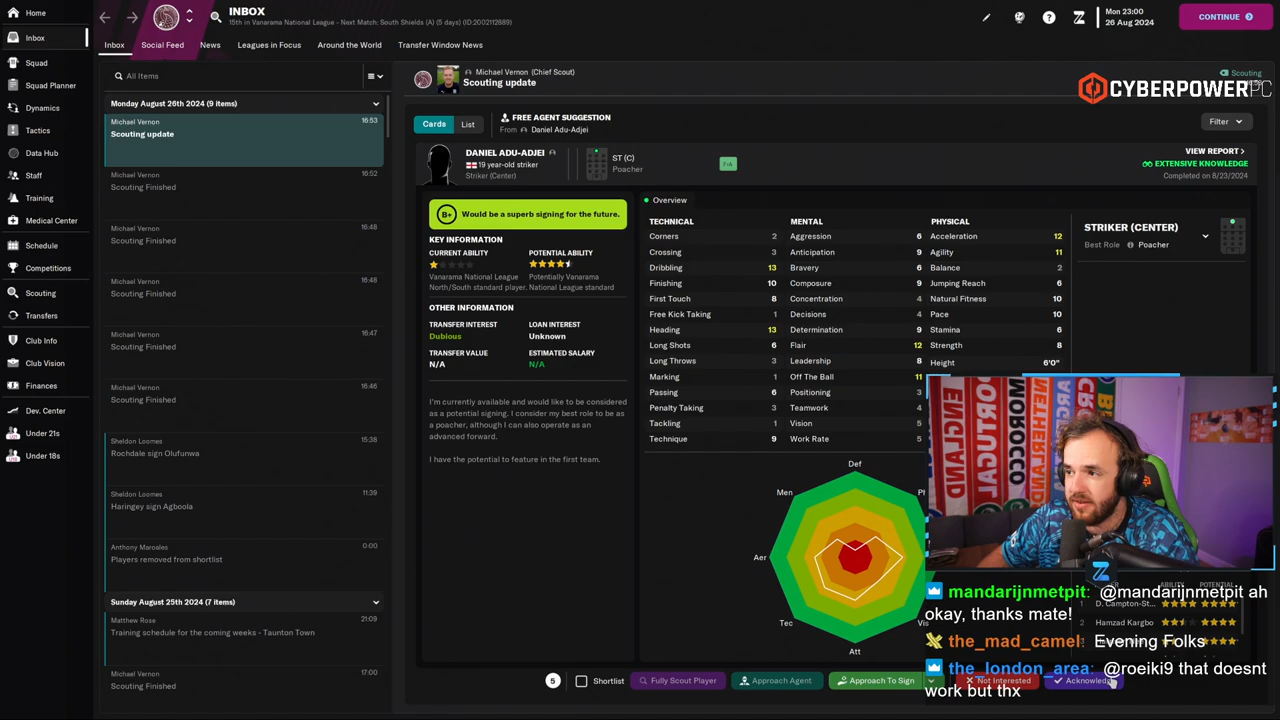 Home
Inbox
Squad
Squad Planner
Dynamics
Tactics
Data Hub
Staff
Training
Medical Center
Schedule
Competitions
Scouting
Transfers
Club Info
Club Vision
Finances
Dev. Center
Under 21s
Under 18s
INBOX
15th in Vanarama National League - Next Match: South Shields (A) (5 days) (ID:2002112889)
Mon 23:00
26 Aug 2024
CONTINUE
Inbox
Social Feed
News
Leagues in Focus
Around the World
Transfer Window News
All Items
Monday August 26th 2024 (9 items)
Michael Vernon 16:53
Scouting update
Michael Vernon 16:52
Scouting Finished
Michael Vernon 16:48
Scouting Finished
Michael Vernon 16:48
Scouting Finished
Michael Vernon 16:47
Scouting Finished
Michael Vernon 16:46
Scouting Finished
Sheldon Loomes 15:38
Rochdale sign Olufunwa
Sheldon Loomes 11:39
Haringey sign Agboola
Anthony Maroales 0:00
Players removed from shortlist
Sunday August 25th 2024 (7 items)
Matthew Rose 21:09
Training schedule for the coming weeks - Taunton Town
Michael Vernon 17:00
Scouting Finished
Michael Vernon (Chief Scout)
Scouting update
Scouting
CYBERPOWERPC
Cards
List
FREE AGENT SUGGESTION
From Daniel Adu-Adjei
Filter
DANIEL ADU-ADJEI
19 year-old striker
Striker (Center)
ST (C)
Poacher
FrA
VIEW REPORT >
EXTENSIVE KNOWLEDGE
Completed on 8/23/2024
B+ Would be a superb signing for the future.
KEY INFORMATION
CURRENT ABILITY
Vanarama National League
North/South standard player.
POTENTIAL ABILITY
Potentially Vanarama
National League standard
OTHER INFORMATION
TRANSFER INTEREST
Dubious
LOAN INTEREST
Unknown
TRANSFER VALUE
N/A
ESTIMATED SALARY
N/A
I'm currently available and would like to be considered
as a potential signing. I consider my best role to be as
a poacher, although I can also operate as an
advanced forward.
I have the potential to feature in the first team.
Overview
TECHNICAL
Corners 2
Crossing 3
Dribbling 13
Finishing 10
First Touch 8
Free Kick Taking 1
Heading 13
Long Shots 6
Long Throws 3
Marking 1
Passing 6
Penalty Taking 3
Tackling 1
Technique 9
MENTAL
Aggression 6
Anticipation 9
Bravery 6
Composure 9
Concentration 4
Decisions 4
Determination 9
Flair 12
Leadership 8
Off The Ball 11
Positioning 3
Teamwork 4
Vision 5
Work Rate 5
PHYSICAL
Acceleration 12
Agility 11
Balance 2
Jumping Reach 6
Natural Fitness 10
Pace 10
Stamina 6
Strength 8
Height 6'0"
STRIKER (CENTER)
Best Role Poacher
Def
Men
Aer
Tec
Vis
Att
ABILITY POTENTIAL
1 D. Campton-St...
2 Hamzad Kargbo
5
Shortlist
Fully Scout Player
Approach Agent
Approach To Sign
Not Interested
Acknowledge
mandarijnmetpit: @mandarijnmetpit ah
okay, thanks mate!
the_mad_camel: Evening Folks
the_london_area: @roeiki9 that doesnt
work but thx